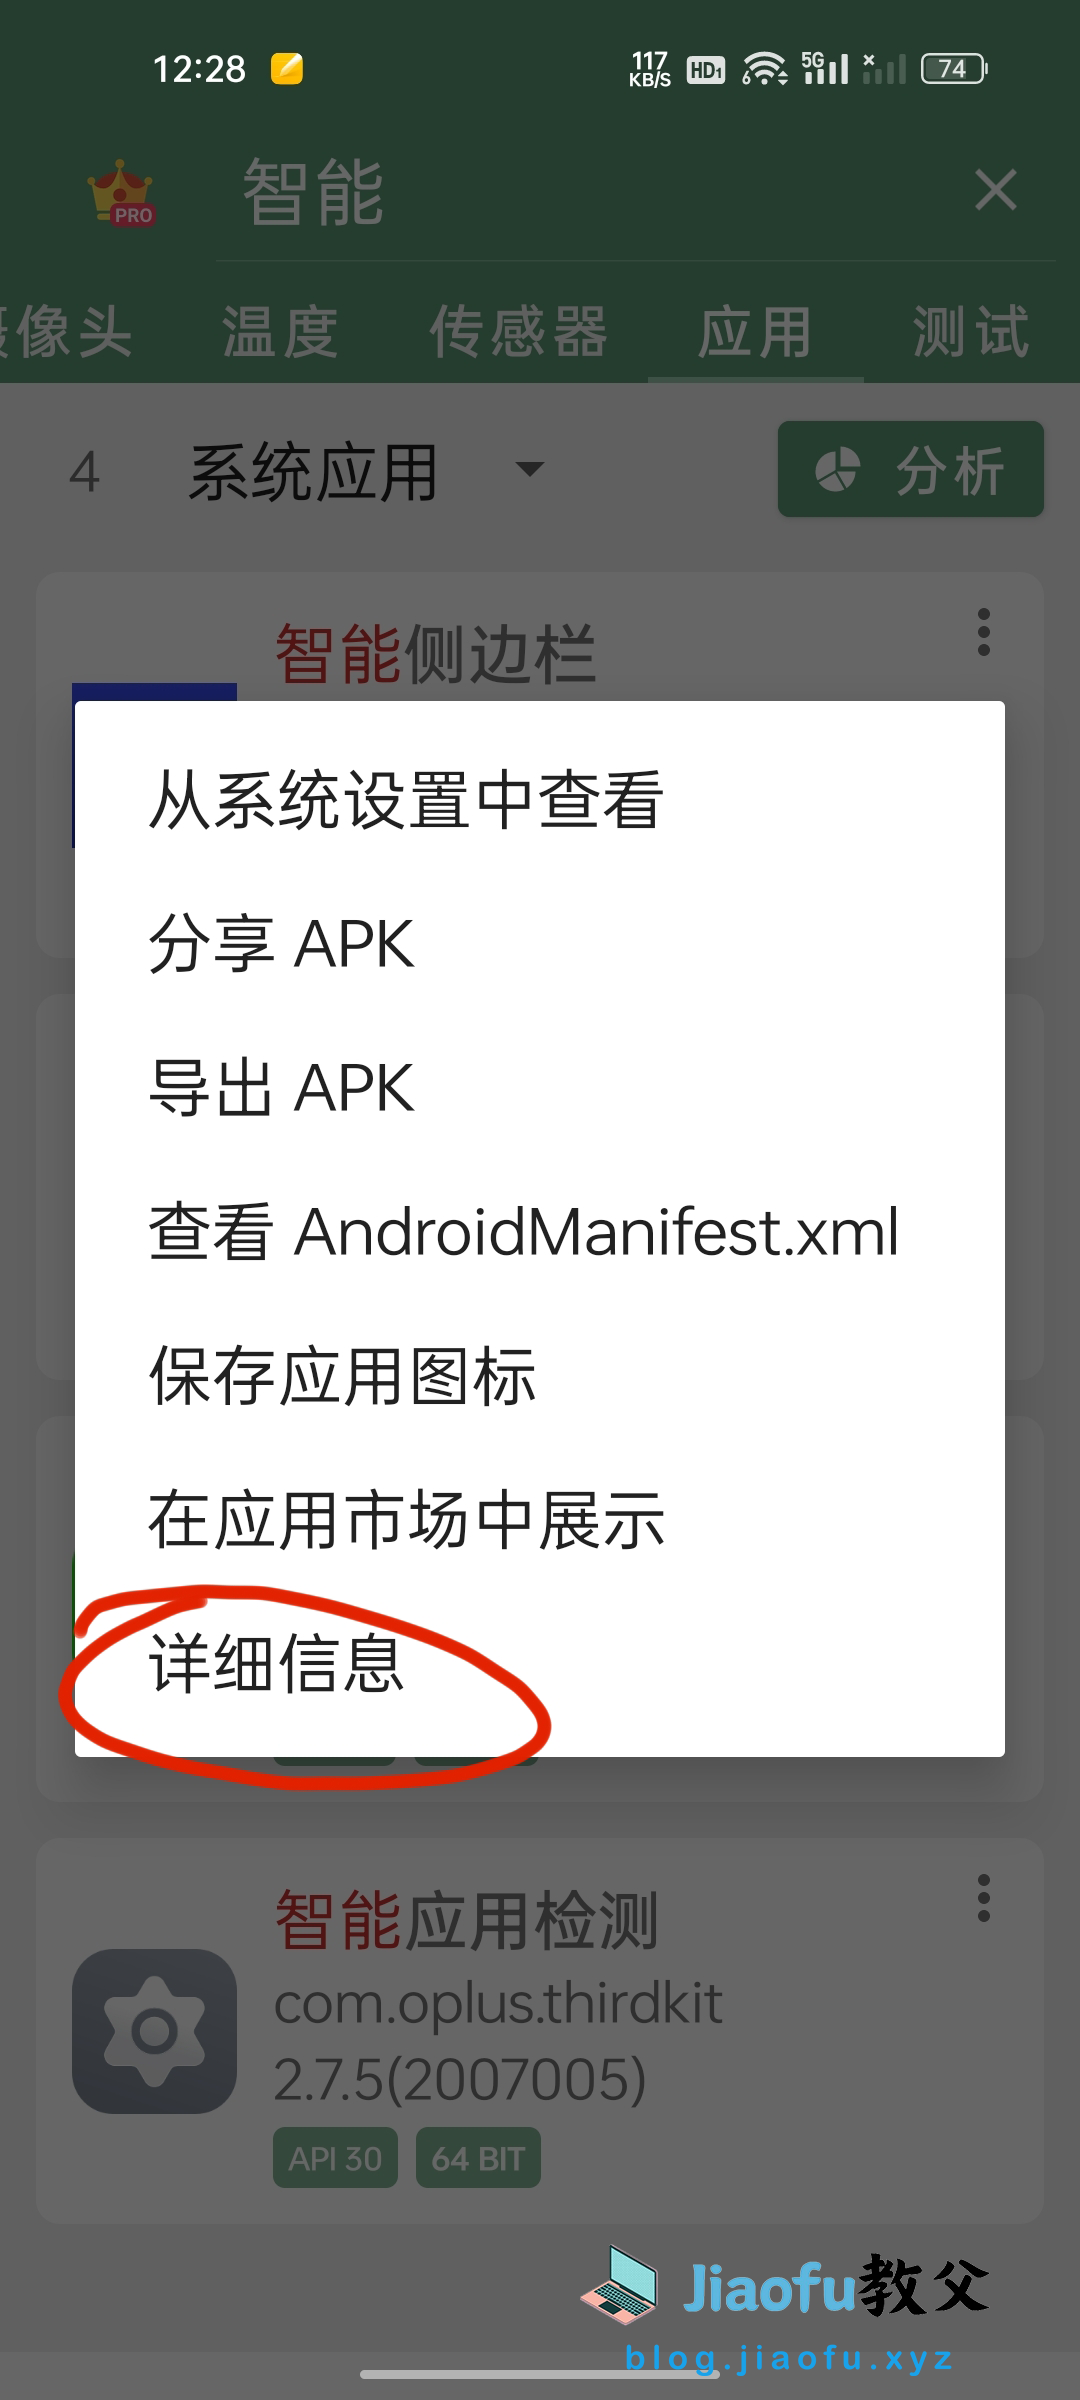 12:28
117
KB/S
HD1
6
5G
74
PRO
智能
像头
温度
传感器
应用
测试
4
系统应用
分析
智能侧边栏
从系统设置中查看
分享 APK
导出 APK
查看 AndroidManifest.xml
保存应用图标
在应用市场中展示
详细信息
智能应用检测
com.oplus.thirdkit
2.7.5(2007005)
API 30
64 BIT
Jiaofu教父
blog.jiaofu.xyz